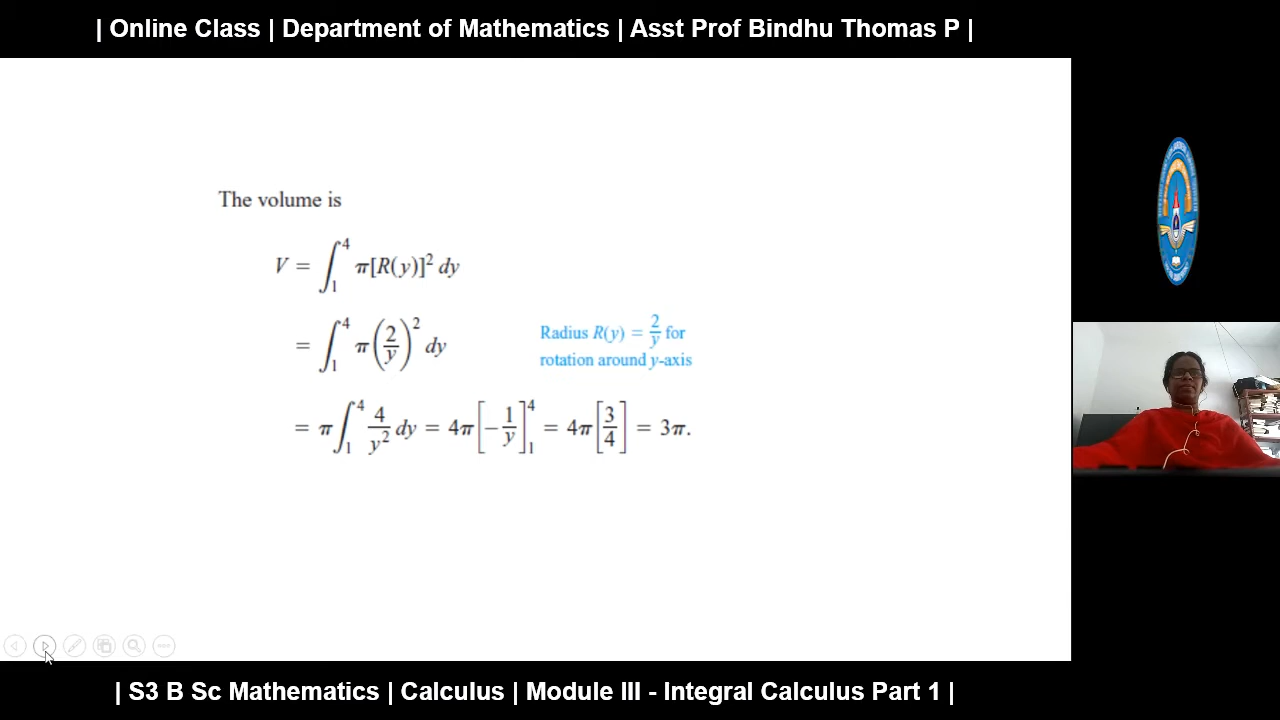 | Online Class | Department of Mathematics | Asst Prof Bindhu Thomas P |
The volume is
V = ∫₁⁴ π[R(y)]² dy
= ∫₁⁴ π(2/y)² dy
Radius R(y) = 2/y for
rotation around y-axis
= π ∫₁⁴ 4/y² dy = 4π[−1/y]₁⁴ = 4π[3/4] = 3π.
| S3 B Sc Mathematics | Calculus | Module III - Integral Calculus Part 1 |